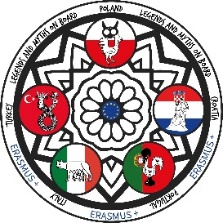 LEGENDS AND MYTHS ON BOARD
POLAND
LEGENDS AND MYTHS ON BOARD
CROATIA
ERASMUS +
PORTUGAL
ERASMUS +
ITALY
ERASMUS +
TURKEY